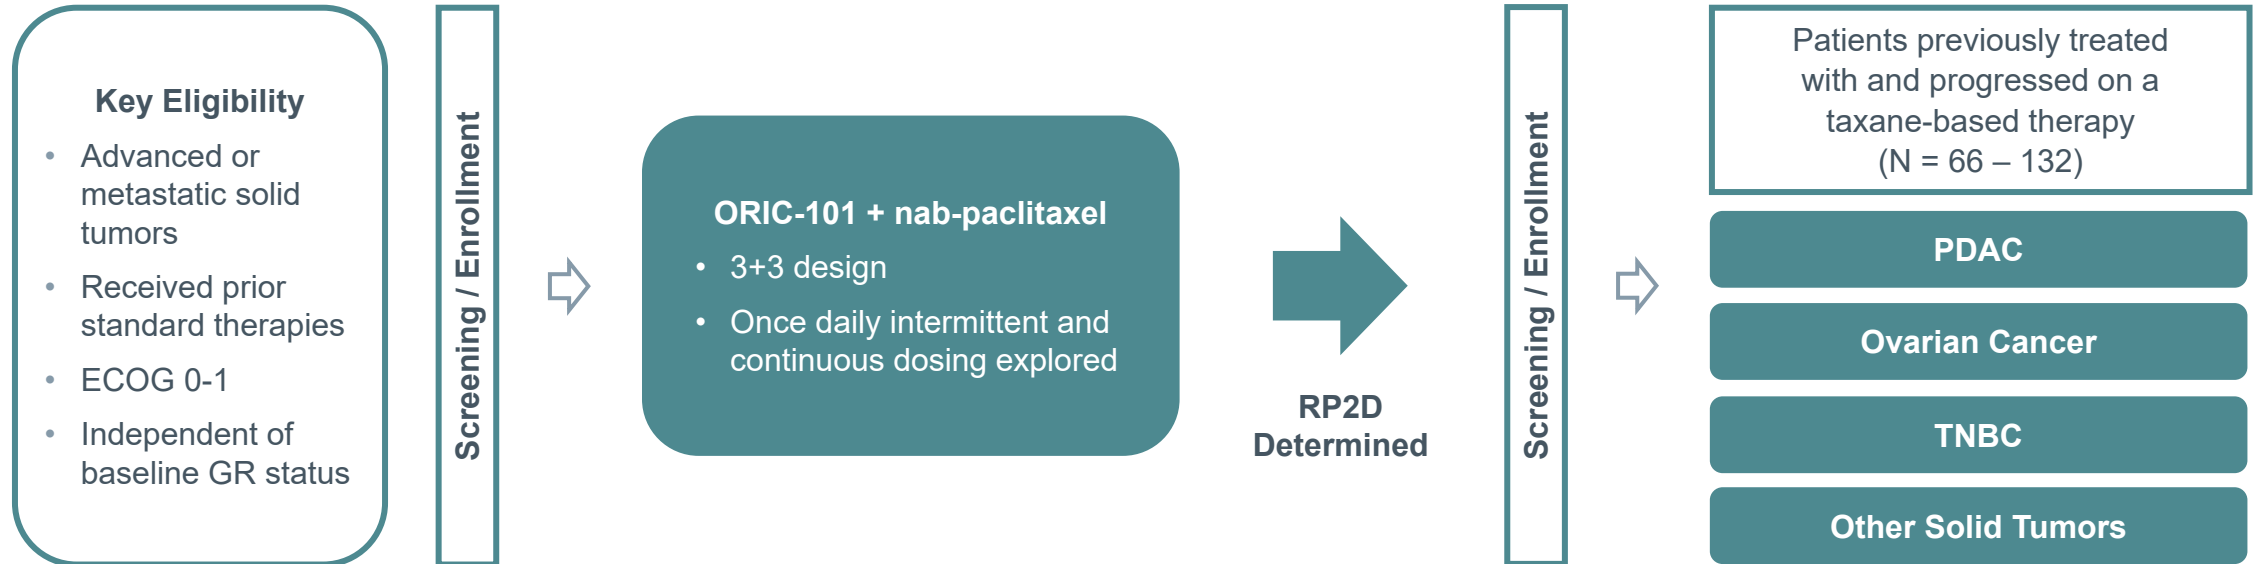 Key Eligibility
• Advanced or
metastatic solid
tumors
• Received prior
standard therapies
• ECOG 0-1
• Independent of
baseline GR status
Screening / Enrollment
ORIC-101 + nab-paclitaxel
• 3+3 design
• Once daily intermittent and
continuous dosing explored
RP2D
Determined
Screening / Enrollment
Patients previously treated
with and progressed on a
taxane-based therapy
(N = 66 – 132)
PDAC
Ovarian Cancer
TNBC
Other Solid Tumors